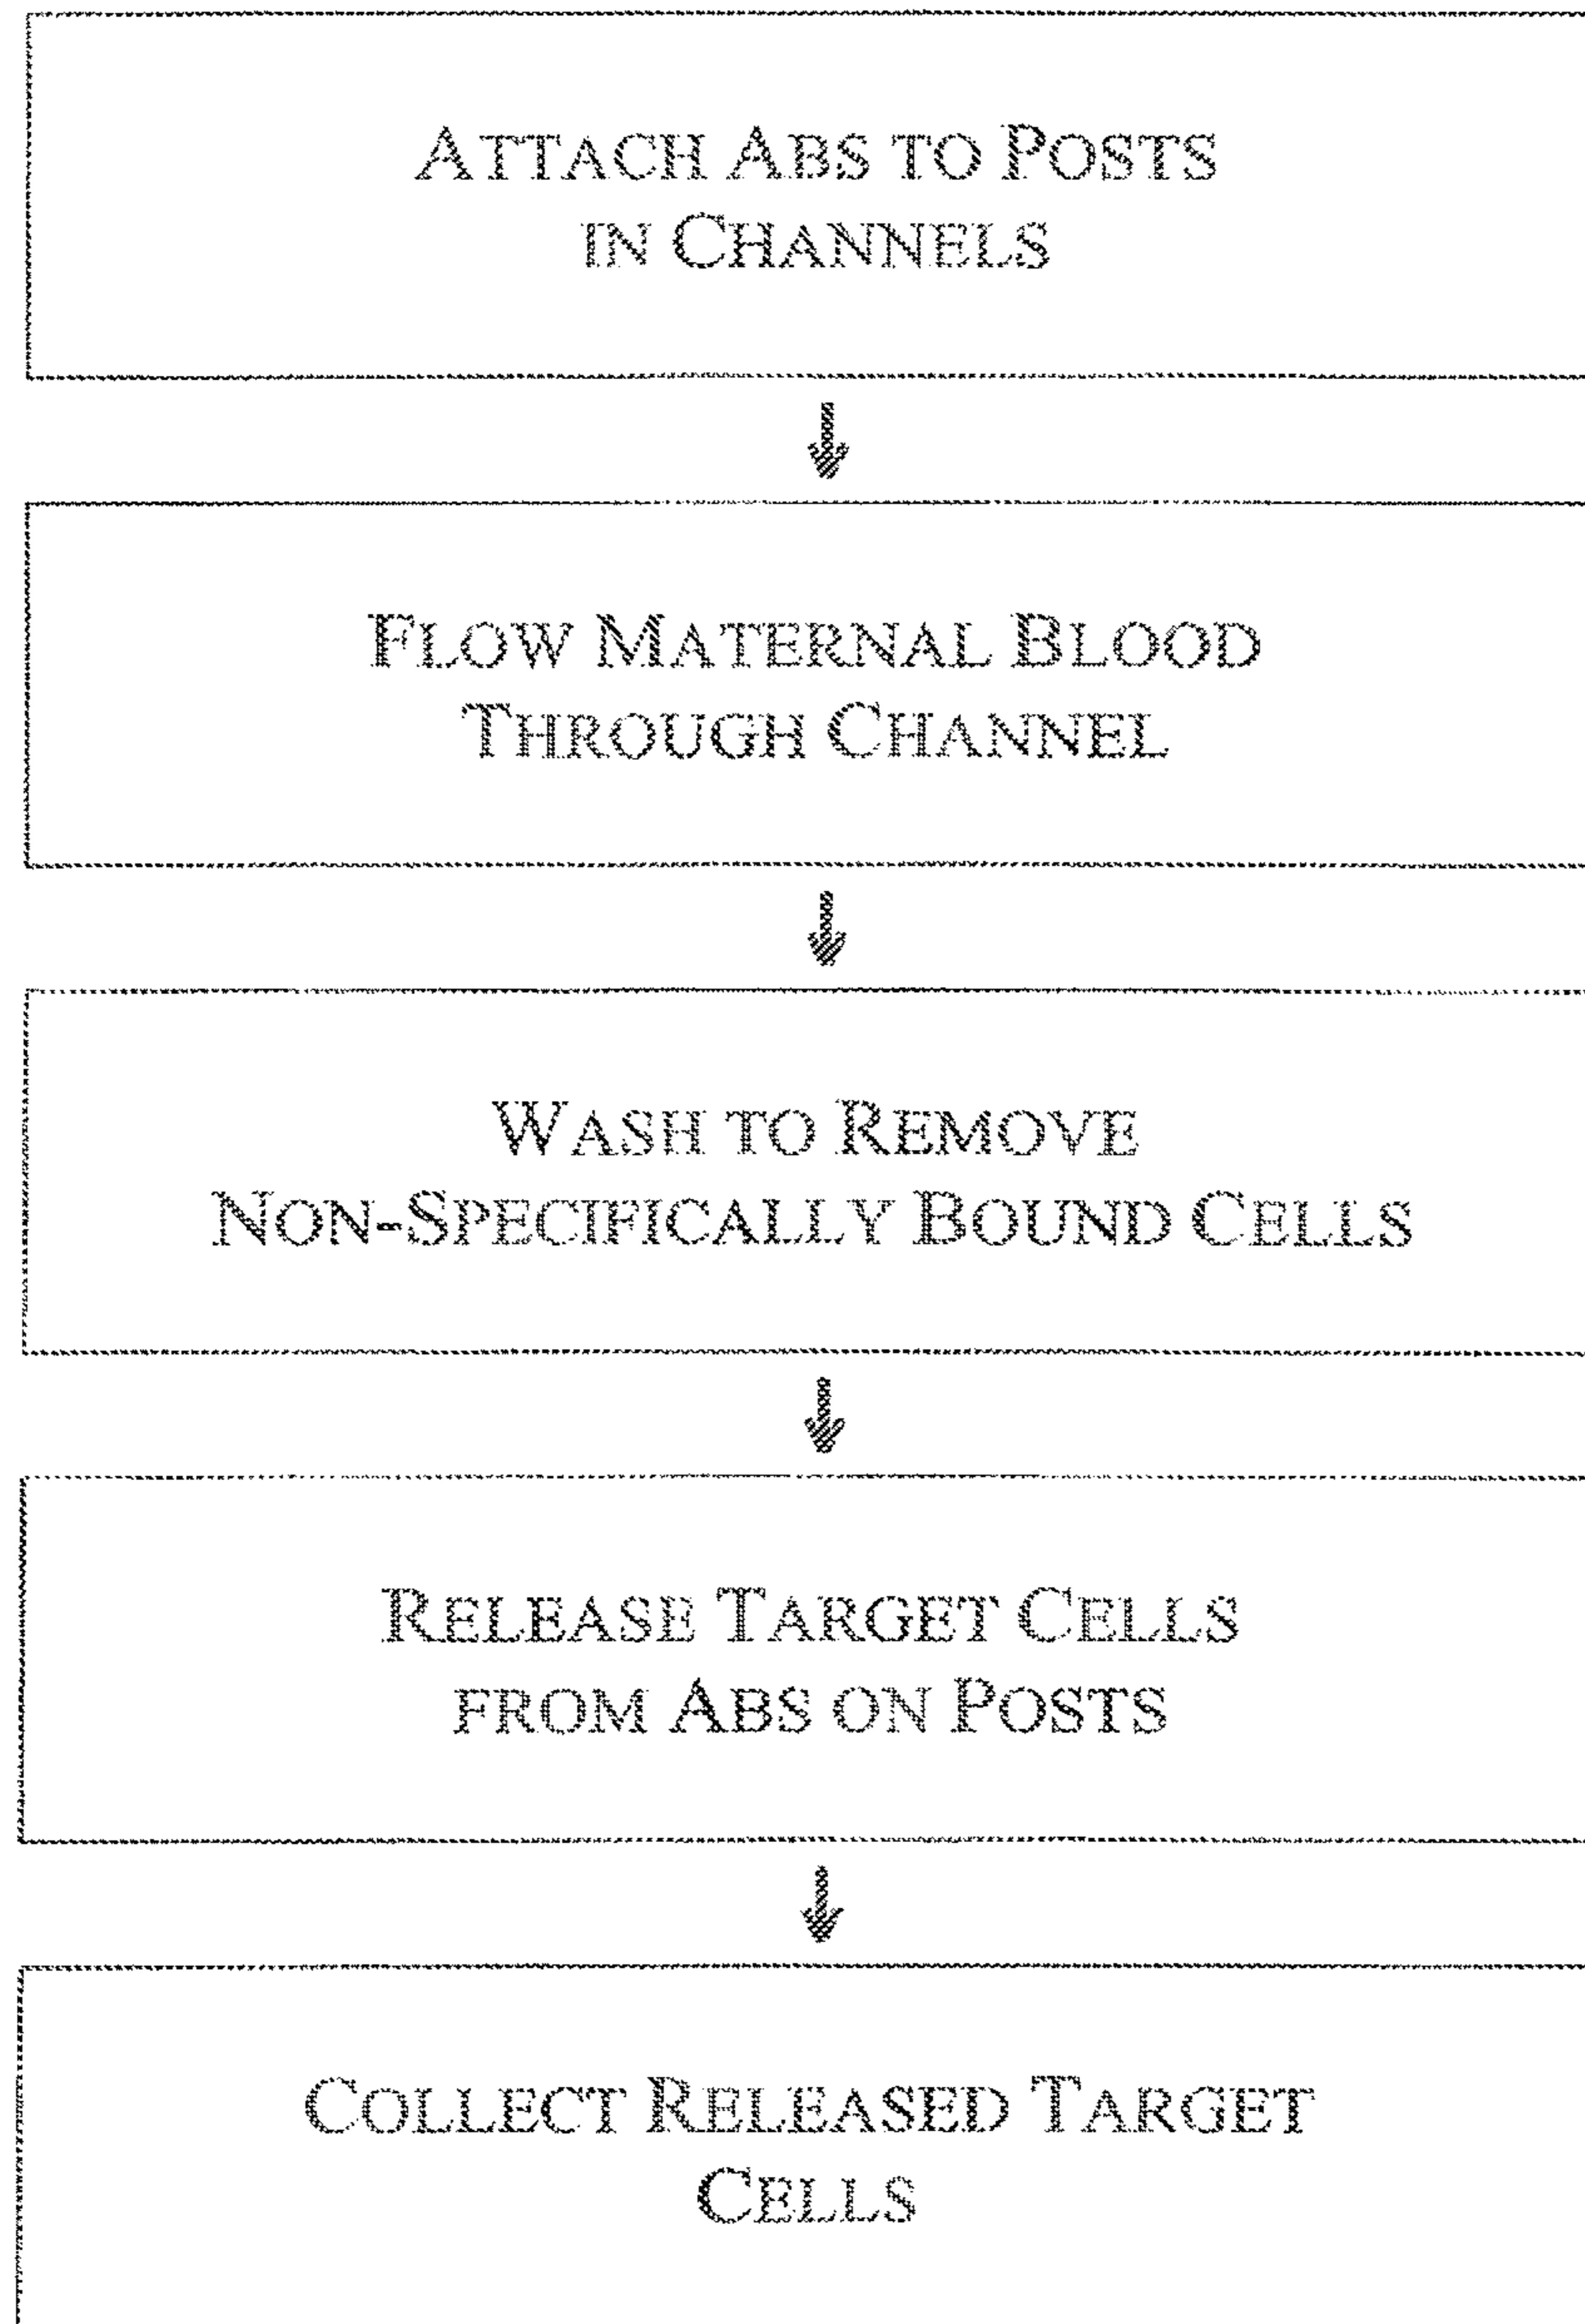 ATTACH ABS TO POSTS
IN CHANNELS
FLOW MATERNAL BLOOD
THROUGH CHANNEL
WASH TO REMOVE
NON-SPECIFICALLY BOUND CELLS
RELEASE TARGET CELLS
FROM ABS ON POSTS
COLLECT RELEASED TARGET
CELLS